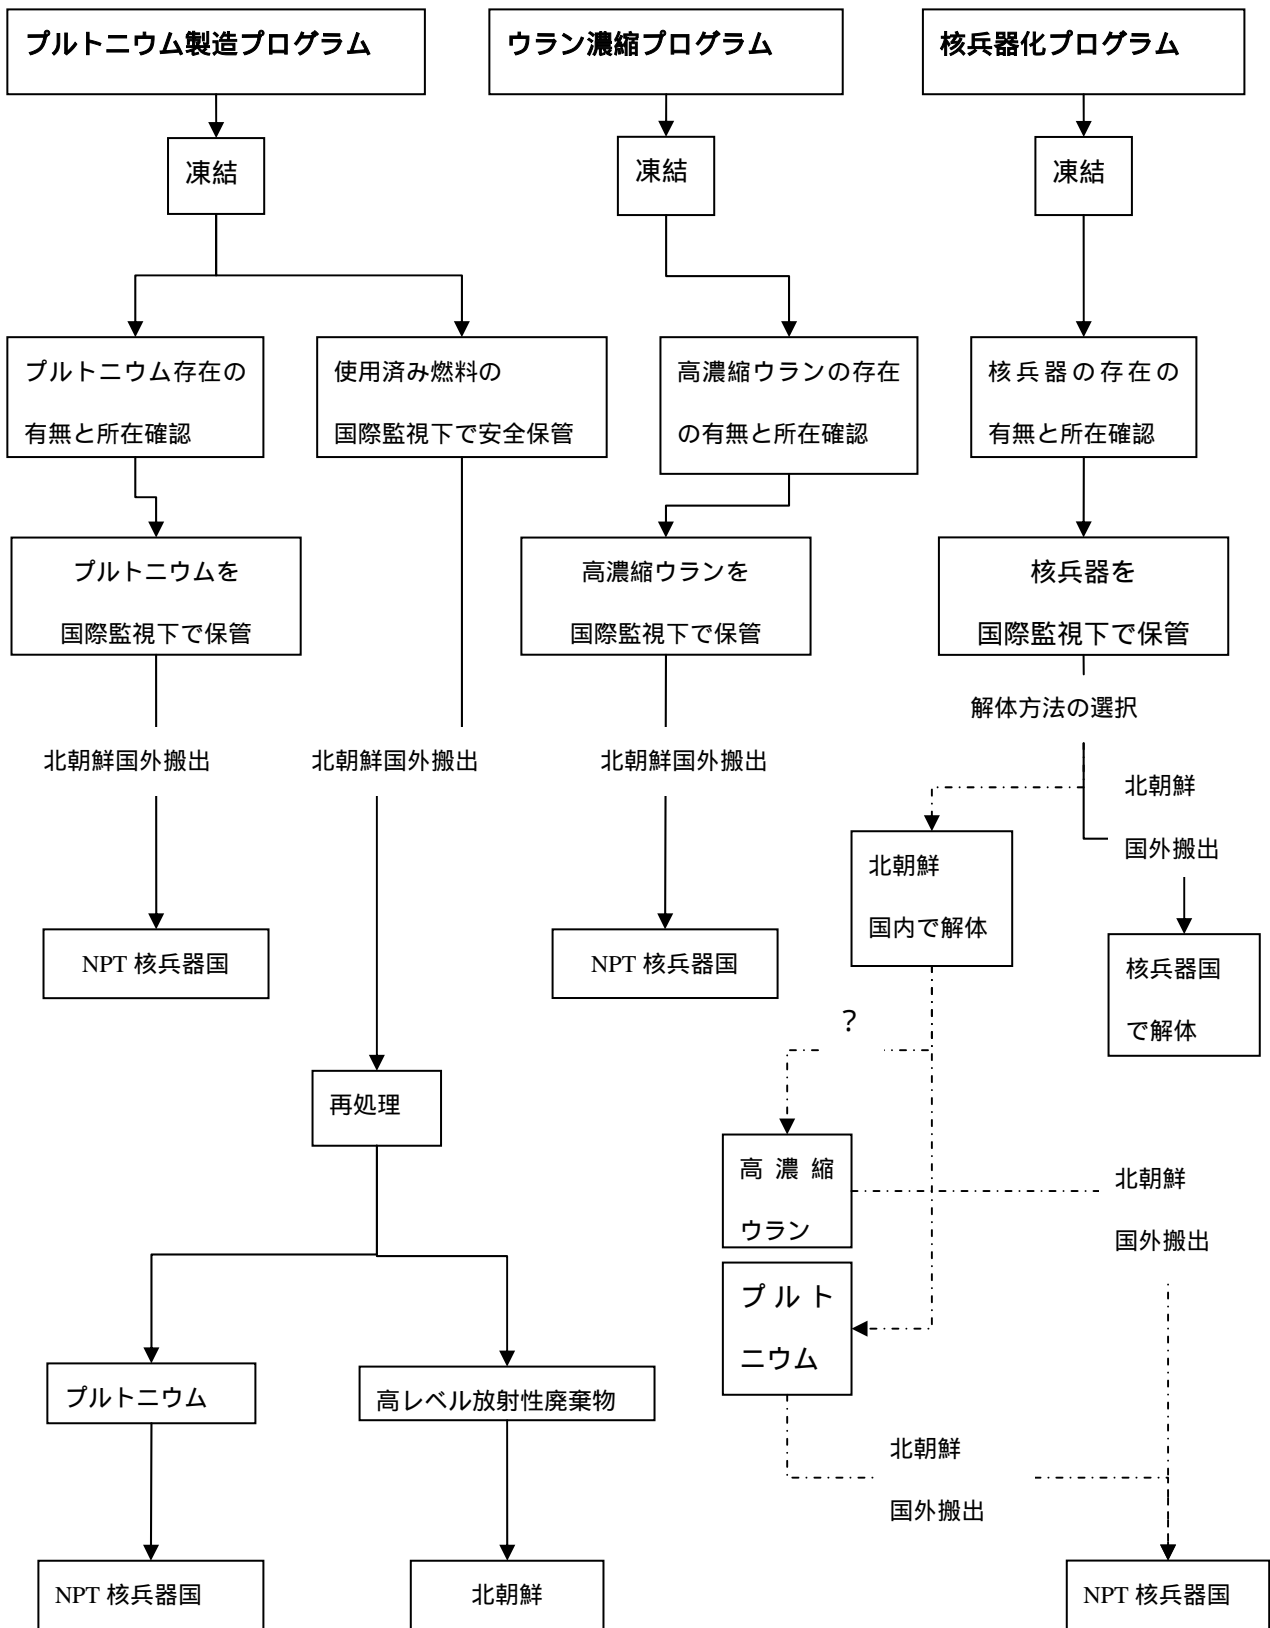 プルトニウム製造プログラム
ウラン濃縮プログラム
核兵器化プログラム
凍結
凍結
凍結
プルトニウム存在の
有無と所在確認
使用済み燃料の
国際監視下で安全保管
高濃縮ウランの存在
の有無と所在確認
核兵器の存在の
有無と所在確認
プルトニウムを
国際監視下で保管
高濃縮ウランを
国際監視下で保管
核兵器を
国際監視下で保管
解体方法の選択
北朝鮮国外搬出
北朝鮮国外搬出
北朝鮮国外搬出
北朝鮮
国外搬出
北朝鮮
国内で解体
NPT 核兵器国
NPT 核兵器国
核兵器国
で解体
？
再処理
高 濃 縮
ウラン
北朝鮮
国外搬出
プ ル ト
ニウム
プルトニウム
高レベル放射性廃棄物
北朝鮮
国外搬出
NPT 核兵器国
北朝鮮
NPT 核兵器国